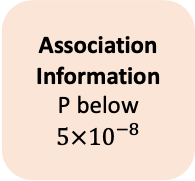 Association
Information
P below
5×10⁻⁸